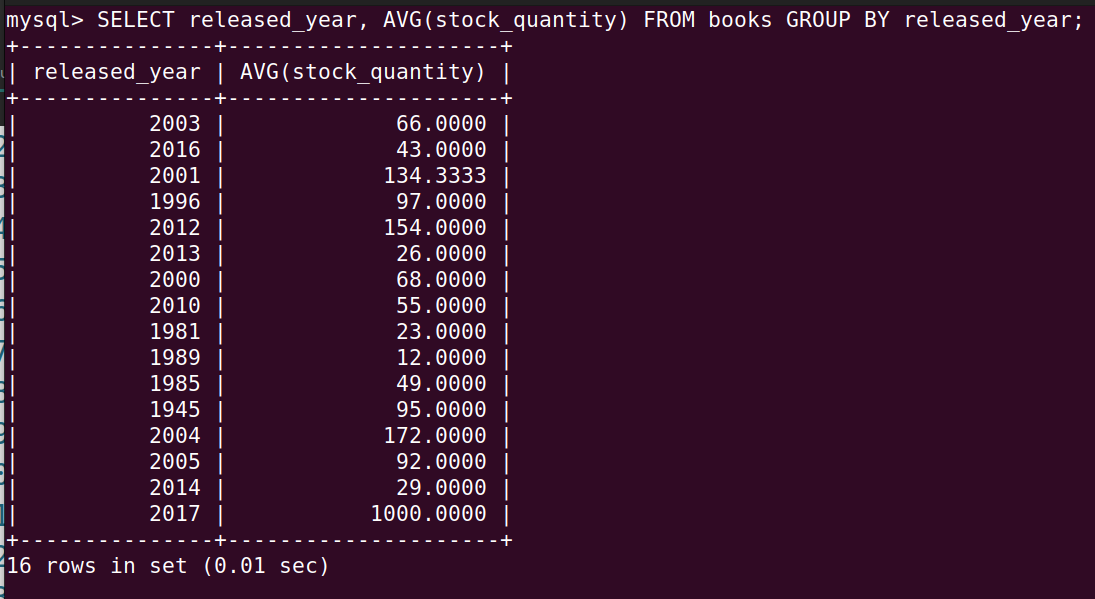 mysql> SELECT released_year, AVG(stock_quantity) FROM books GROUP BY released_year;
+---------------+---------------------+
| released_year | AVG(stock_quantity) |
+---------------+---------------------+
|          2003 |             66.0000 |
|          2016 |             43.0000 |
|          2001 |            134.3333 |
|          1996 |             97.0000 |
|          2012 |            154.0000 |
|          2013 |             26.0000 |
|          2000 |             68.0000 |
|          2010 |             55.0000 |
|          1981 |             23.0000 |
|          1989 |             12.0000 |
|          1985 |             49.0000 |
|          1945 |             95.0000 |
|          2004 |            172.0000 |
|          2005 |             92.0000 |
|          2014 |             29.0000 |
|          2017 |           1000.0000 |
+---------------+---------------------+
16 rows in set (0.01 sec)